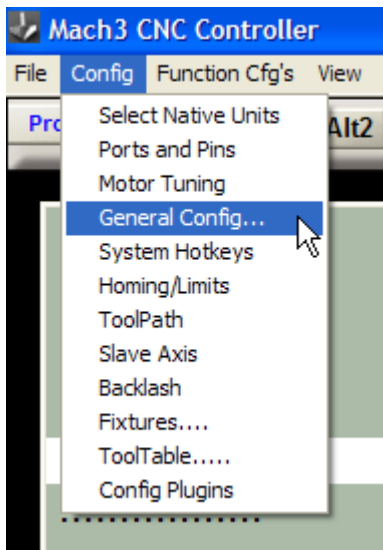 Mach3 CNC Controller
File Config Function Cfg's View
Alt2
Select Native Units
Ports and Pins
Motor Tuning
General Config...
System Hotkeys
Homing/Limits
ToolPath
Slave Axis
Backlash
Fixtures....
ToolTable.....
Config Plugins